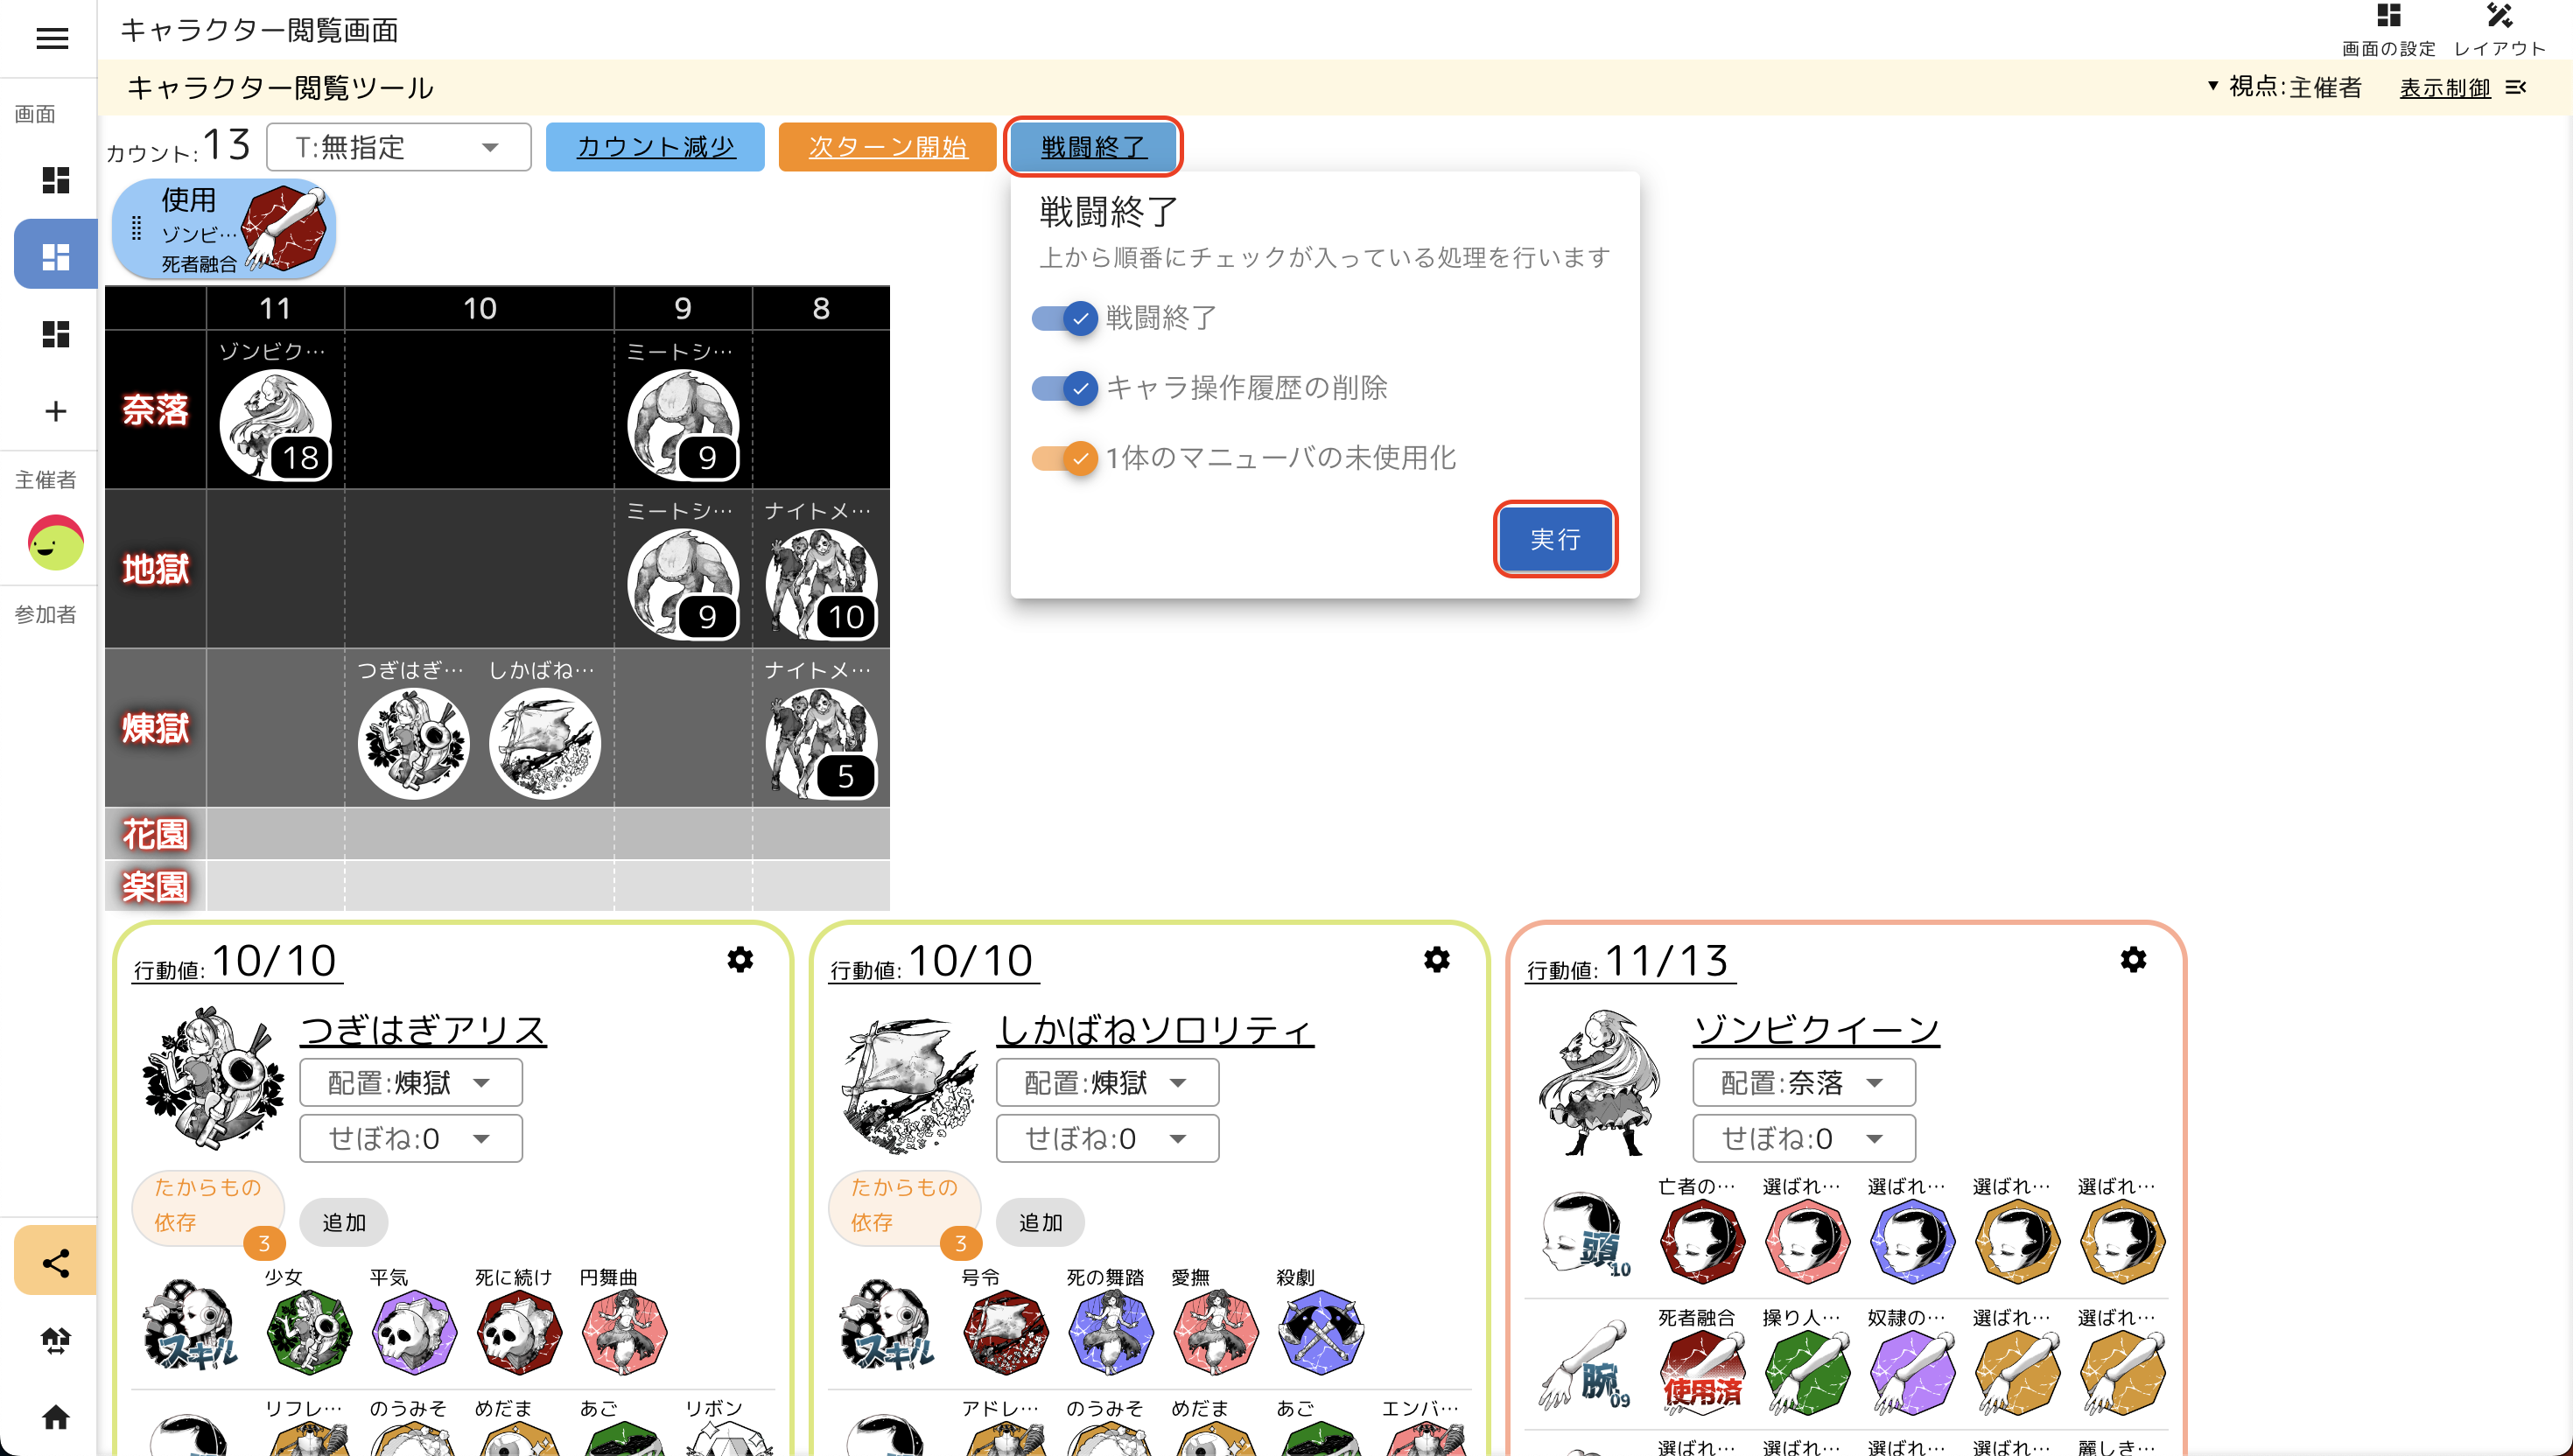 キャラクター閲覧画面
画面の設定
レイアウト
キャラクター閲覧ツール
▼ 視点:主催者
表示制御
画面
主催者
参加者
カウント:13
T:無指定
カウント減少
次ターン開始
戦闘終了
使用
ゾンビ…
死者融合
戦闘終了
上から順番にチェックが入っている処理を行います
戦闘終了
キャラ操作履歴の削除
1体のマニューバの未使用化
実行
11 10 9 8
奈落
ゾンビク…
18
ミートシ…
9
地獄
ミートシ…
9
ナイトメ…
10
煉獄
つぎはぎ…
しかばね…
ナイトメ…
5
花園
楽園
行動値:10/10
つぎはぎアリス
配置:煉獄
せぼね:0
たからもの
依存
3
追加
スキル
少女 平気 死に続け 円舞曲
リフレ… のうみそ めだま あご リボン
行動値:10/10
しかばねソロリティ
配置:煉獄
せぼね:0
たからもの
依存
3
追加
スキル
号令 死の舞踏 愛撫 殺劇
アドレ… のうみそ めだま あご エンバ…
行動値:11/13
ゾンビクイーン
配置:奈落
せぼね:0
頭10
亡者の… 選ばれ… 選ばれ… 選ばれ… 選ばれ…
腕09
死者融合 操り人… 奴隷の… 選ばれ… 選ばれ…
使用済
選ばれ… 選ばれ… 選ばれ… 選ばれ… 麗しき…